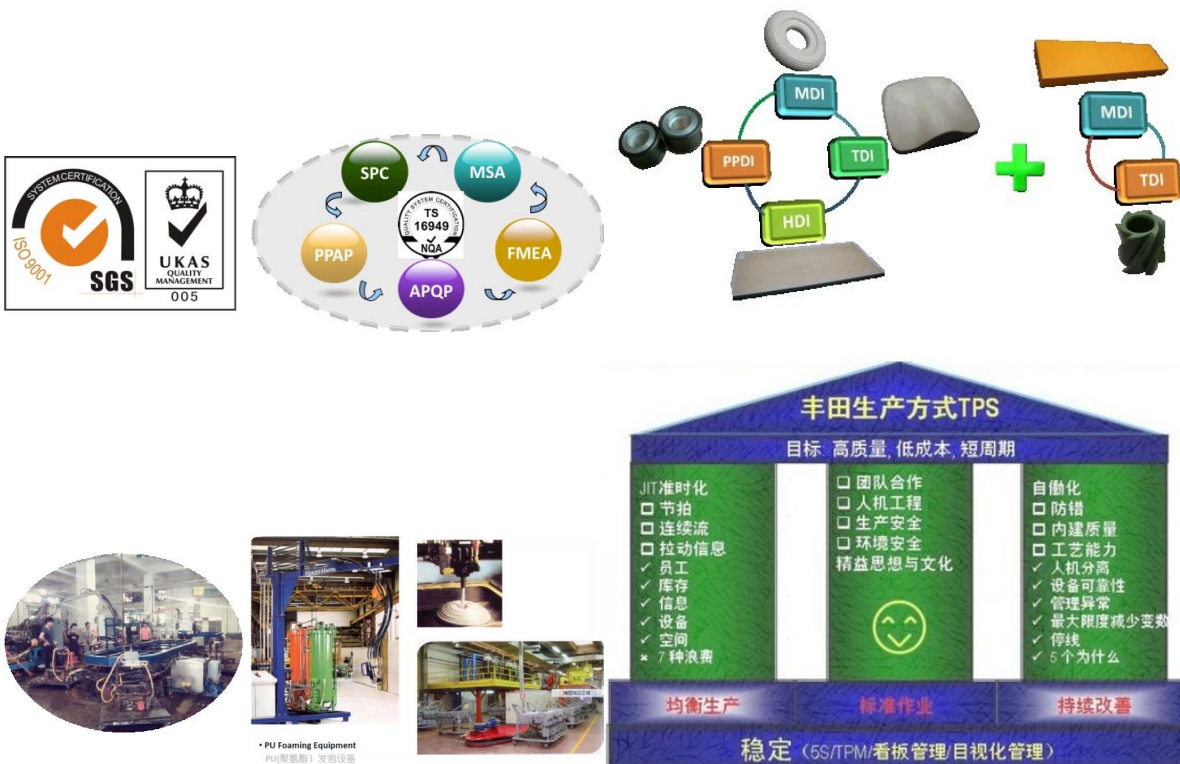 SYSTEM CERTIFICATION
ISO 9001
SGS
UKAS
QUALITY
MANAGEMENT
005
SPC
MSA
PPAP
FMEA
APQP
QUALITY SYSTEM CERTIFICATION
TS
16949
NQA
MDI
PPDI
TDI
HDI
MDI
TDI
• PU Foaming Equipment
PU(聚氨酯）发泡设备
丰田生产方式TPS
目标: 高质量, 低成本, 短周期
JIT准时化
□ 节拍
□ 连续流
□ 拉动信息
✓ 员工
✓ 库存
✓ 信息
✓ 设备
✓ 空间
× 7 种浪费
❑ 团队合作
❑ 人机工程
❑ 生产安全
❑ 环境安全
精益思想与文化
自働化
□ 防错
□ 内建质量
□ 工艺能力
✓ 人机分离
✓ 设备可靠性
✓ 管理异常
✓ 最大限度减少变数
✓ 停线
✓ 5 个为什么
均衡生产
标准作业
持续改善
稳定（5S/TPM/看板管理/目视化管理）